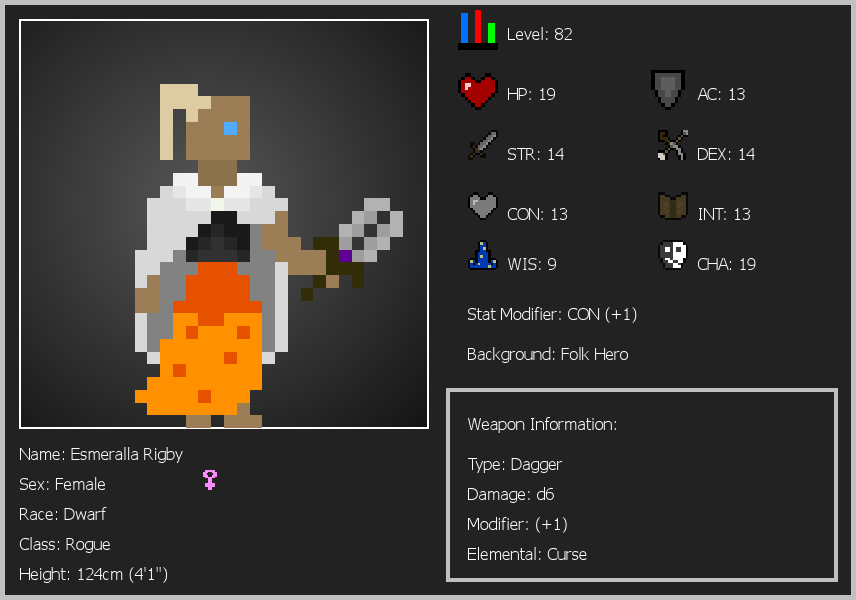 Level: 82
HP: 19
AC: 13
STR: 14
DEX: 14
CON: 13
INT: 13
WIS: 9
CHA: 19
Stat Modifier: CON (+1)
Background: Folk Hero
Weapon Information:
Type: Dagger
Damage: d6
Modifier: (+1)
Elemental: Curse
Name: Esmeralla Rigby
Sex: Female
Race: Dwarf
Class: Rogue
Height: 124cm (4'1")